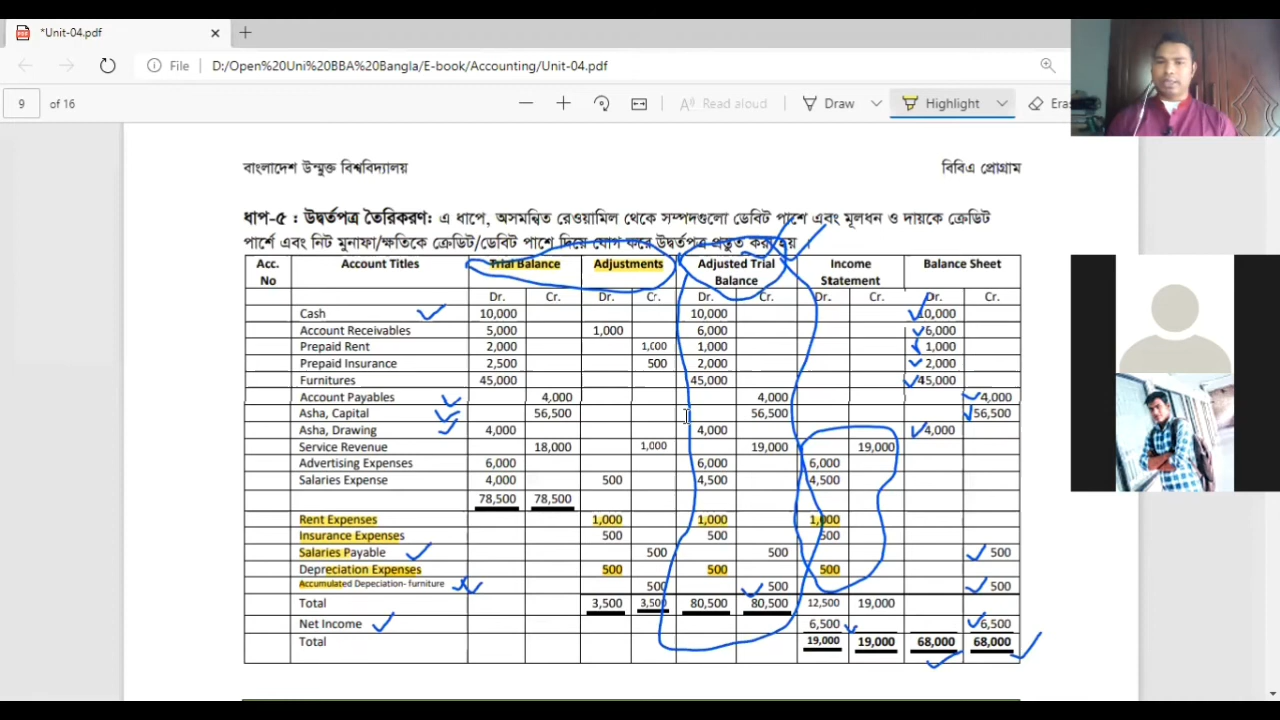 *Unit-04.pdf
File D:/Open%20Uni%20BBA%20Bangla/E-book/Accounting/Unit-04.pdf
9 of 16 Read aloud Draw Highlight Eras
বাংলাদেশ উন্মুক্ত বিশ্ববিদ্যালয় বিবিএ প্রোগ্রাম
ধাপ-৫ : উদ্বর্তপত্র তৈরিকরণ: এ ধাপে, অসমন্বিত রেওয়ামিল থেকে সম্পদগুলো ডেবিট পাশে এবং মূলধন ও দায়কে ক্রেডিট
পার্শে এবং নিট মুনাফা/ক্ষতিকে ক্রেডিট/ডেবিট পাশে দিয়ে যোগ করে উদ্বর্তপত্র প্রস্তুত করা হয় ।
Acc. No Account Titles Trial Balance Adjustments Adjusted Trial Balance Income Statement Balance Sheet
Dr. Cr. Dr. Cr. Dr. Cr. Dr. Cr. Dr. Cr.
Cash 10,000 10,000 10,000
Account Receivables 5,000 1,000 6,000 6,000
Prepaid Rent 2,000 1,000 1,000 1,000
Prepaid Insurance 2,500 500 2,000 2,000
Furnitures 45,000 45,000 45,000
Account Payables 4,000 4,000 4,000
Asha, Capital 56,500 56,500 56,500
Asha, Drawing 4,000 4,000 4,000
Service Revenue 18,000 1,000 19,000 19,000
Advertising Expenses 6,000 6,000 6,000
Salaries Expense 4,000 500 4,500 4,500
78,500 78,500
Rent Expenses 1,000 1,000 1,000
Insurance Expenses 500 500 500
Salaries Payable 500 500 500
Depreciation Expenses 500 500 500
Accumulated Depeciation- furniture 500 500 500
Total 3,500 3,500 80,500 80,500 12,500 19,000
Net Income 6,500 6,500
Total 19,000 19,000 68,000 68,000